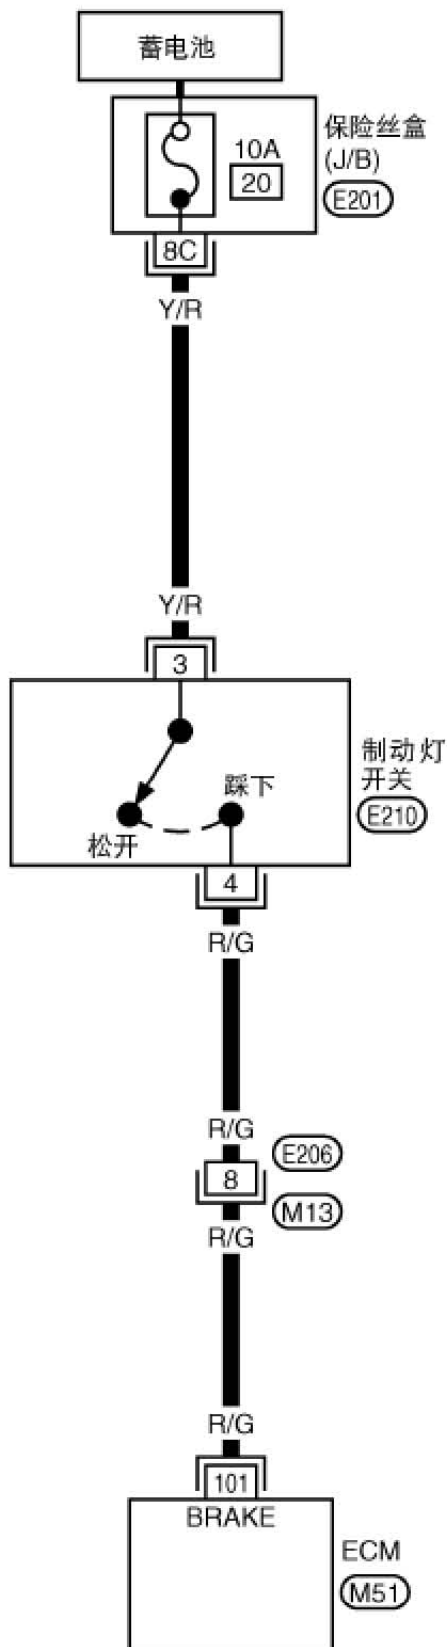 蓄电池
10A
20
保险丝盒
(J/B)
E201
8C
Y/R
Y/R
3
踩下
松开
制动灯
开关
E210
4
R/G
R/G
E206
8
M13
R/G
R/G
101
BRAKE
ECM
M51